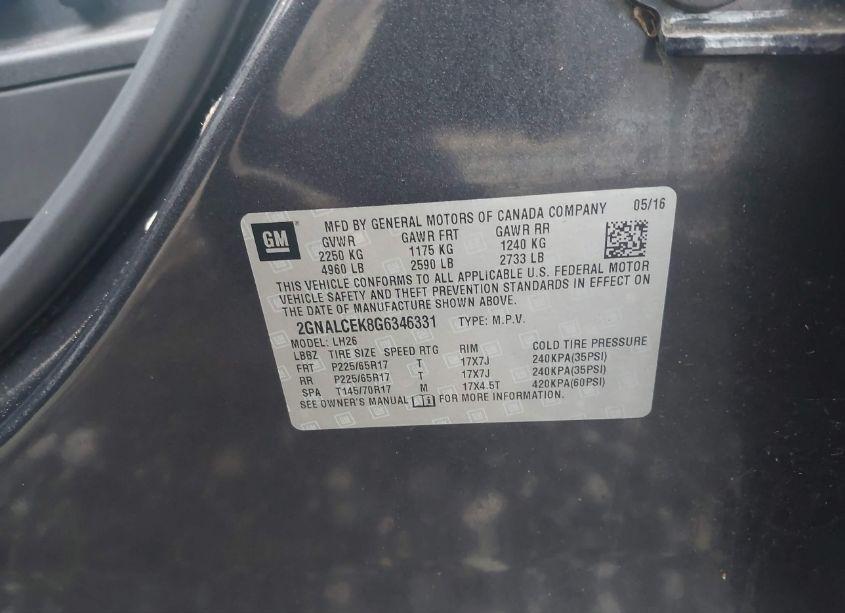 MFD BY GENERAL MOTORS OF CANADA COMPANY 05/16
GM
GVWR GAWR FRT GAWR RR
2250 KG 1175 KG 1240 KG
4960 LB 2590 LB 2733 LB
THIS VEHICLE CONFORMS TO ALL APPLICABLE U.S. FEDERAL MOTOR
VEHICLE SAFETY AND THEFT PREVENTION STANDARDS IN EFFECT ON
THE DATE OF MANUFACTURE SHOWN ABOVE.
2GNALCEK8G6346331 TYPE: M.P.V.
MODEL: LH26
LB8Z TIRE SIZE SPEED RTG RIM COLD TIRE PRESSURE
FRT P225/65R17 T 17X7J 240KPA(35PSI)
RR P225/65R17 T 17X7J 240KPA(35PSI)
SPA T145/70R17 M 17X4.5T 420KPA(60PSI)
SEE OWNER'S MANUAL FOR MORE INFORMATION.